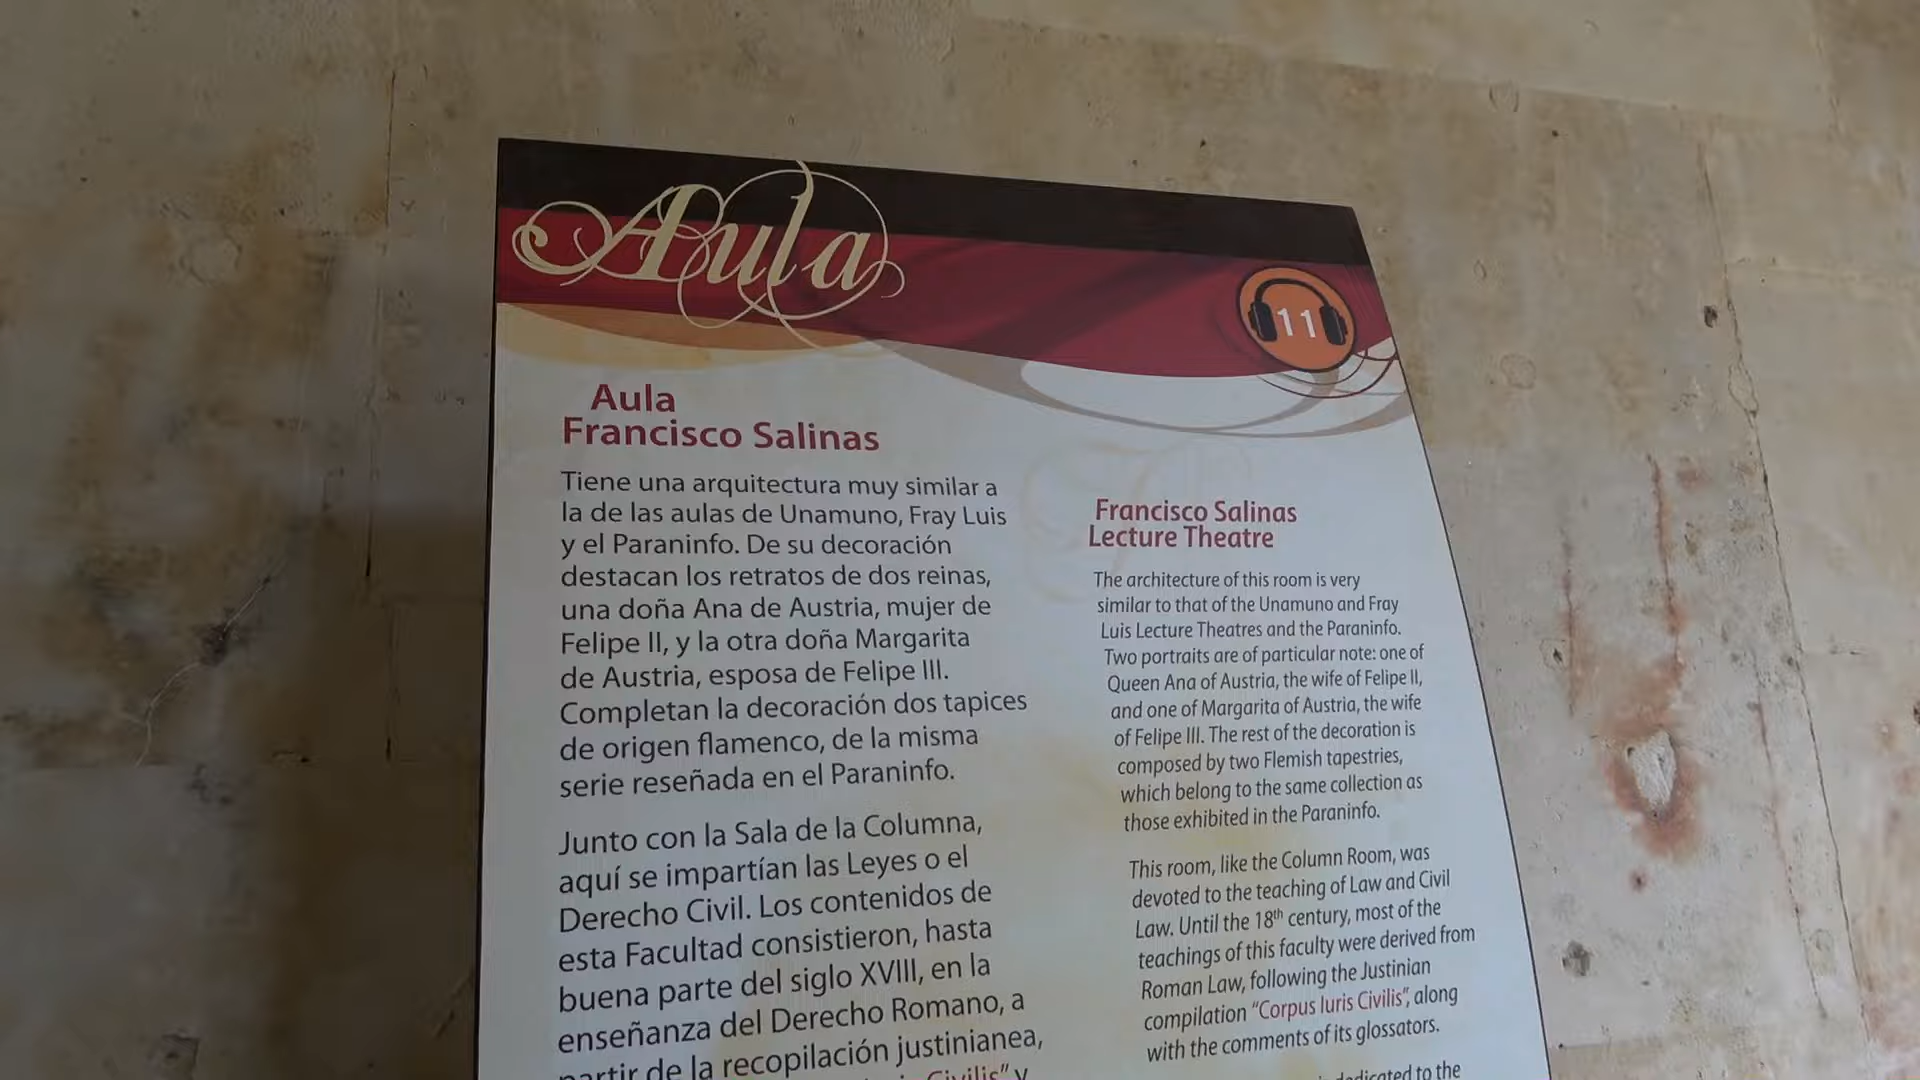 Aula
11
Aula
Francisco Salinas
Tiene una arquitectura muy similar a
la de las aulas de Unamuno, Fray Luis
y el Paraninfo. De su decoración
destacan los retratos de dos reinas,
una doña Ana de Austria, mujer de
Felipe II, y la otra doña Margarita
de Austria, esposa de Felipe III.
Completan la decoración dos tapices
de origen flamenco, de la misma
serie reseñada en el Paraninfo.
Junto con la Sala de la Columna,
aquí se impartían las Leyes o el
Derecho Civil. Los contenidos de
esta Facultad consistieron, hasta
buena parte del siglo XVIII, en la
enseñanza del Derecho Romano, a
partir de la recopilación justinianea,
Civilis" y
Francisco Salinas
Lecture Theatre
The architecture of this room is very
similar to that of the Unamuno and Fray
Luis Lecture Theatres and the Paraninfo.
Two portraits are of particular note: one of
Queen Ana of Austria, the wife of Felipe II,
and one of Margarita of Austria, the wife
of Felipe III. The rest of the decoration is
composed by two Flemish tapestries,
which belong to the same collection as
those exhibited in the Paraninfo.
This room, like the Column Room, was
devoted to the teaching of Law and Civil
Law. Until the 18th century, most of the
teachings of this faculty were derived from
Roman Law, following the Justinian
compilation "Corpus Iuris Civilis", along
with the comments of its glossators.
dedicated to the